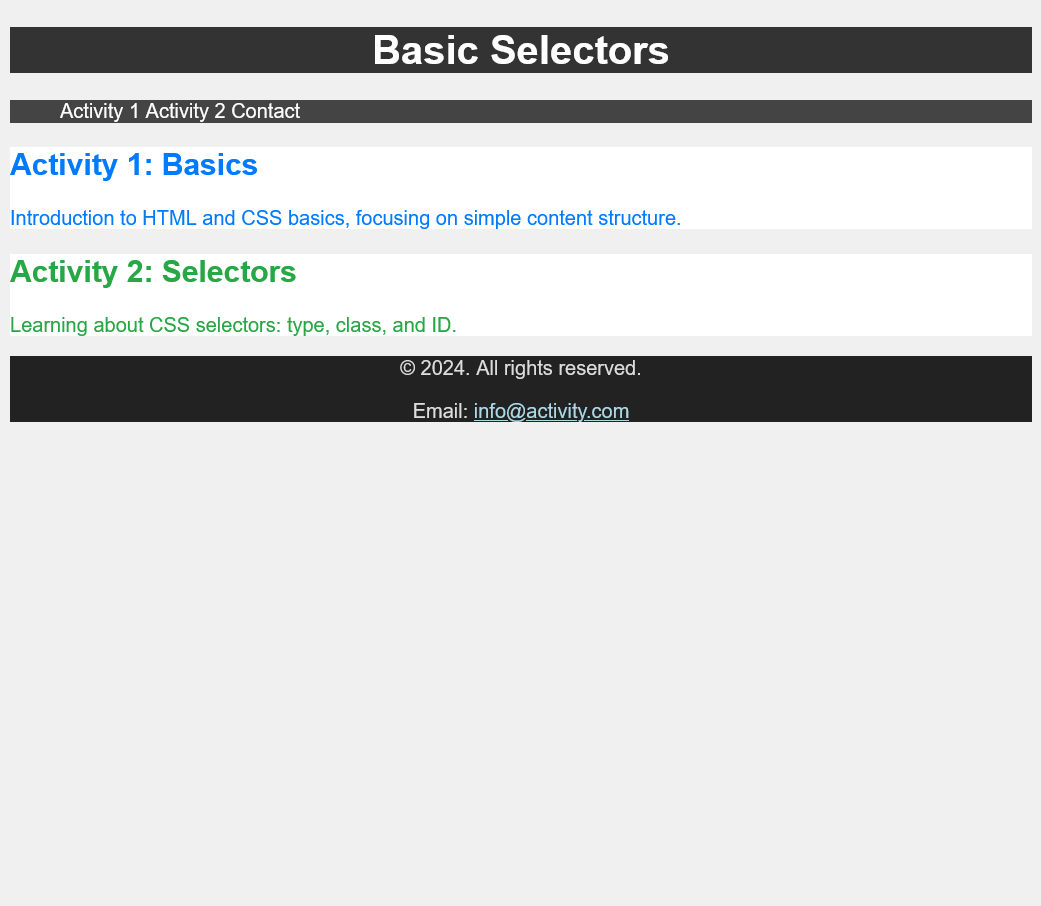 Basic Selectors
Activity 1 Activity 2 Contact
Activity 1: Basics
Introduction to HTML and CSS basics, focusing on simple content structure.
Activity 2: Selectors
Learning about CSS selectors: type, class, and ID.
© 2024. All rights reserved.
Email: info@activity.com